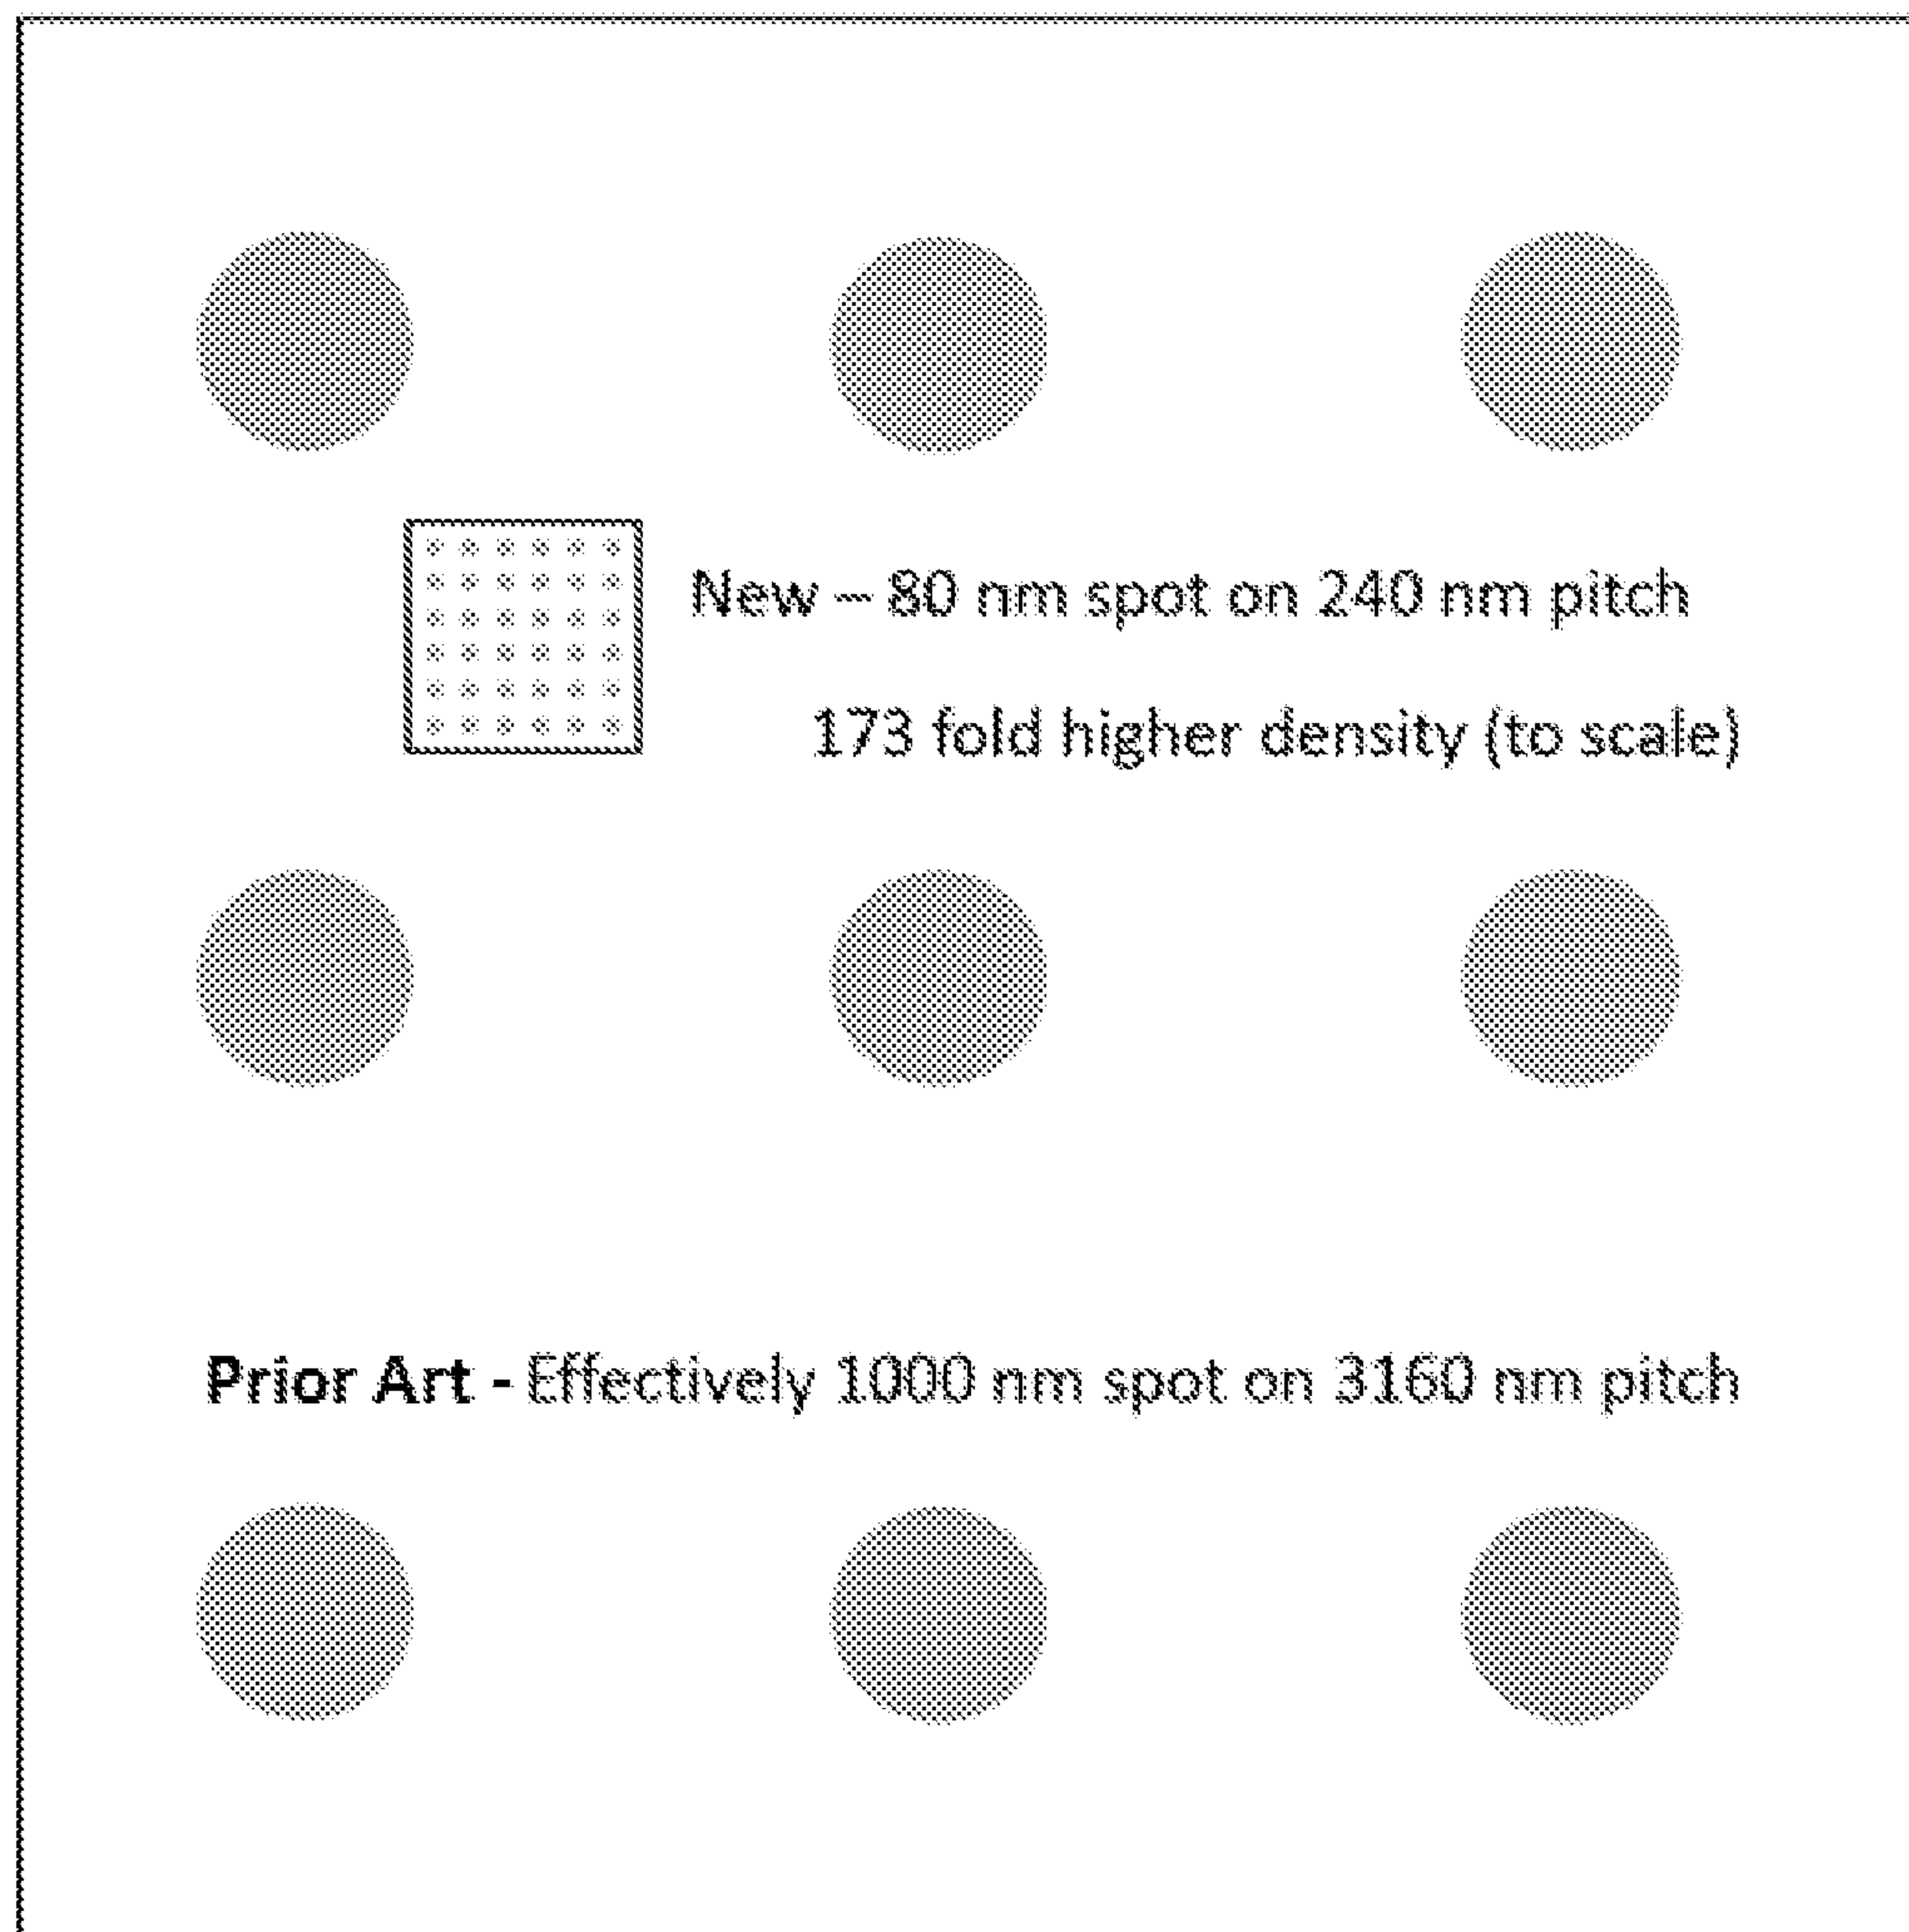 New – 80 nm spot on 240 nm pitch
173 fold higher density (to scale)
Prior Art - Effectively 1000 nm spot on 3160 nm pitch